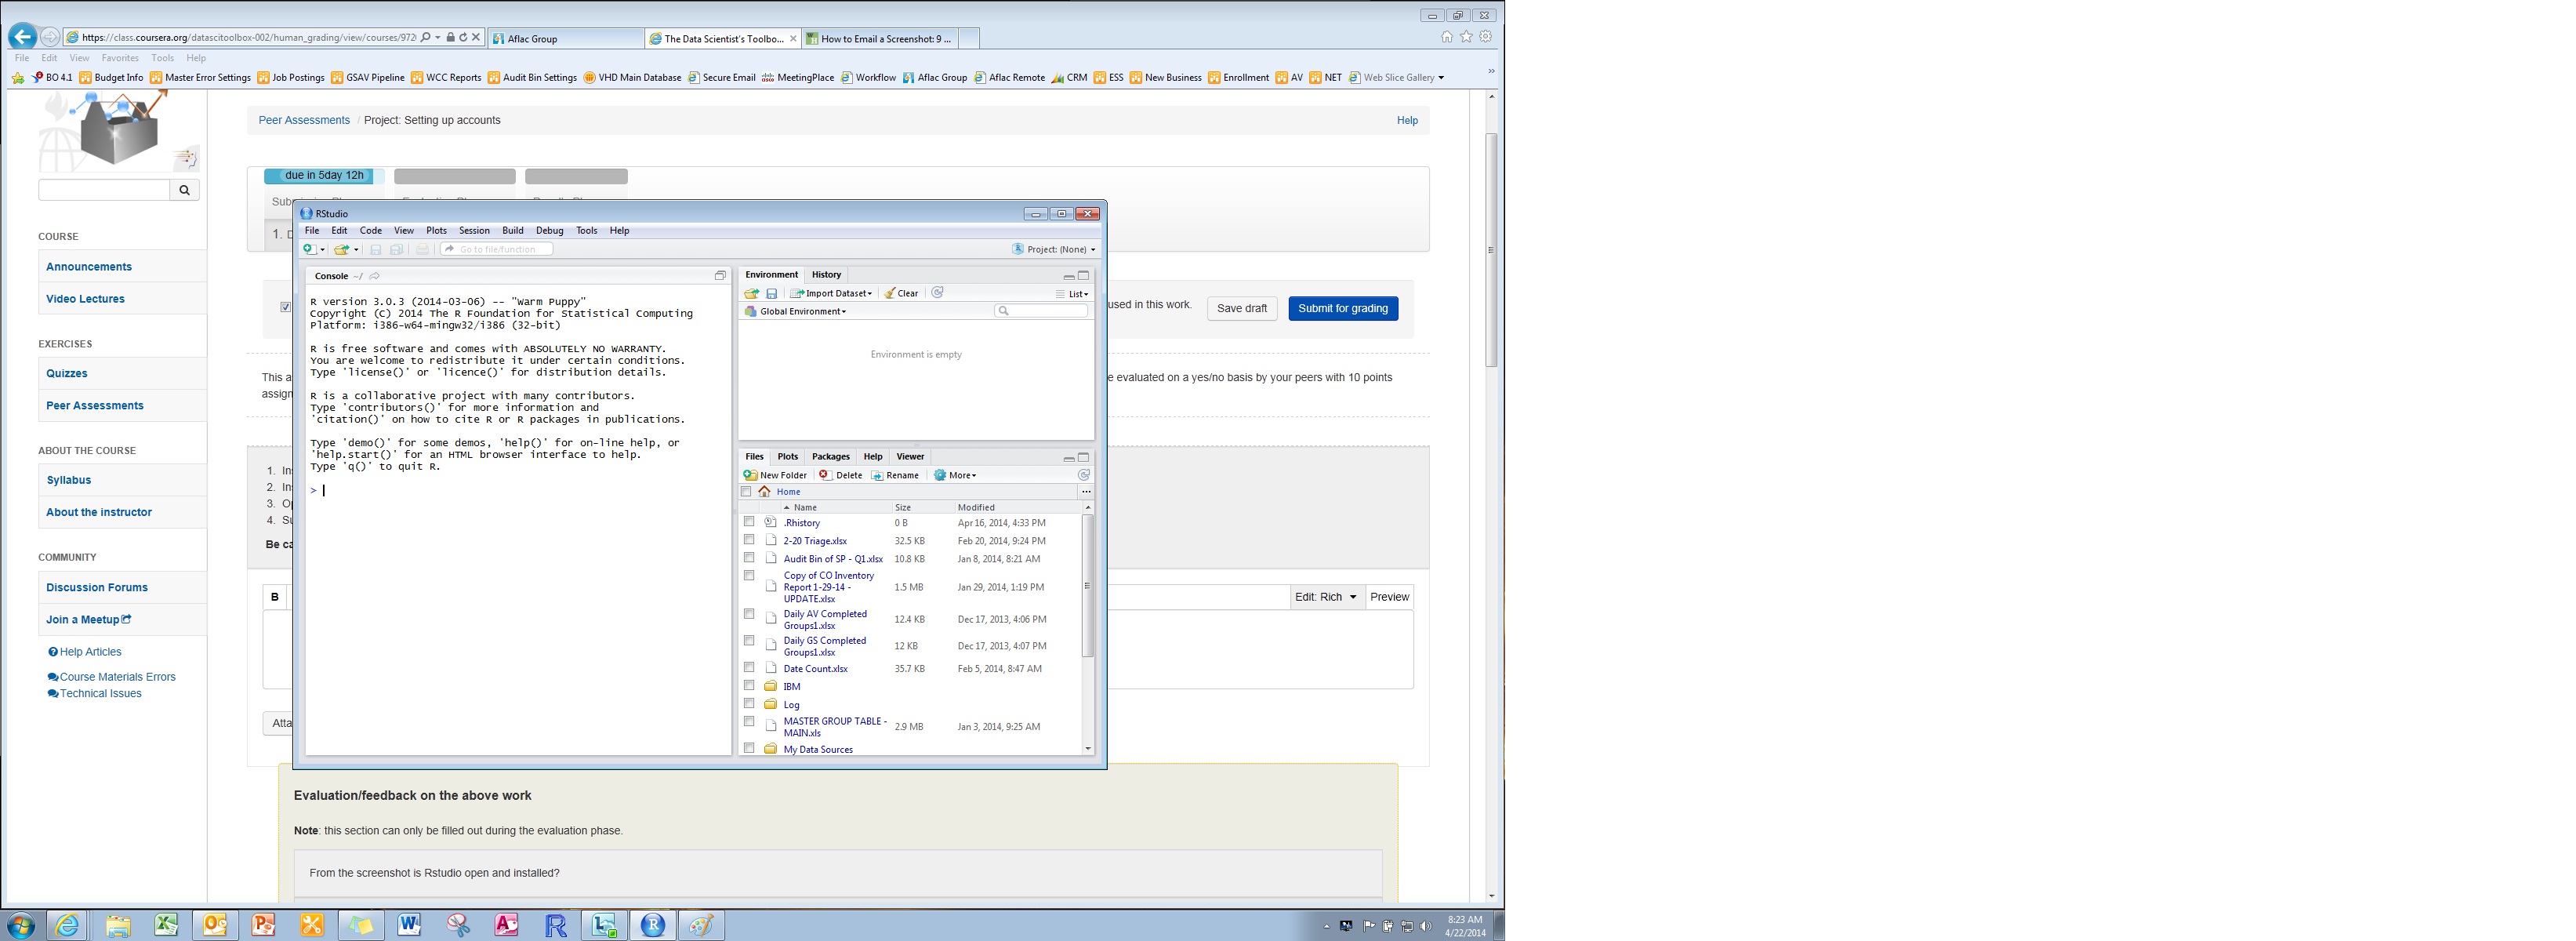 https://class.coursera.org/datascitoolbox-002/human_grading/view/courses/972
Aflac Group
The Data Scientist's Toolbo...
How to Email a Screenshot: 9 ...
File Edit View Favorites Tools Help
BO 4.1 Budget Info Master Error Settings Job Postings GSAV Pipeline WCC Reports Audit Bin Settings VHD Main Database Secure Email MeetingPlace Workflow Aflac Group Aflac Remote CRM ESS New Business Enrollment AV NET Web Slice Gallery
Peer Assessments / Project: Setting up accounts
Help
due in 5day 12h
1.
COURSE
Announcements
Video Lectures
EXERCISES
Quizzes
Peer Assessments
ABOUT THE COURSE
Syllabus
About the instructor
COMMUNITY
Discussion Forums
Join a Meetup
Help Articles
Course Materials Errors
Technical Issues
used in this work.
Save draft
Submit for grading
This a
e evaluated on a yes/no basis by your peers with 10 points
assign
1. In
2. In
3. Op
4. Su
Be ca
B
Edit: Rich
Preview
Atta
RStudio
File Edit Code View Plots Session Build Debug Tools Help
Go to file/function
Project: (None)
Console ~/
R version 3.0.3 (2014-03-06) -- "Warm Puppy"
Copyright (C) 2014 The R Foundation for Statistical Computing
Platform: i386-w64-mingw32/i386 (32-bit)
R is free software and comes with ABSOLUTELY NO WARRANTY.
You are welcome to redistribute it under certain conditions.
Type 'license()' or 'licence()' for distribution details.
R is a collaborative project with many contributors.
Type 'contributors()' for more information and
'citation()' on how to cite R or R packages in publications.
Type 'demo()' for some demos, 'help()' for on-line help, or
'help.start()' for an HTML browser interface to help.
Type 'q()' to quit R.
>
Environment History
Import Dataset Clear List
Global Environment
Environment is empty
Files Plots Packages Help Viewer
New Folder Delete Rename More
Home ...
Name Size Modified
.Rhistory 0 B Apr 16, 2014, 4:33 PM
2-20 Triage.xlsx 32.5 KB Feb 20, 2014, 9:24 PM
Audit Bin of SP - Q1.xlsx 10.8 KB Jan 8, 2014, 8:21 AM
Copy of CO Inventory
Report 1-29-14 - 1.5 MB Jan 29, 2014, 1:19 PM
UPDATE.xlsx
Daily AV Completed
Groups1.xlsx 12.4 KB Dec 17, 2013, 4:06 PM
Daily GS Completed
Groups1.xlsx 12 KB Dec 17, 2013, 4:07 PM
Date Count.xlsx 35.7 KB Feb 5, 2014, 8:47 AM
IBM
Log
MASTER GROUP TABLE -
MAIN.xls 2.9 MB Jan 3, 2014, 9:25 AM
My Data Sources
Evaluation/feedback on the above work
Note: this section can only be filled out during the evaluation phase.
From the screenshot is Rstudio open and installed?
8:23 AM
4/22/2014